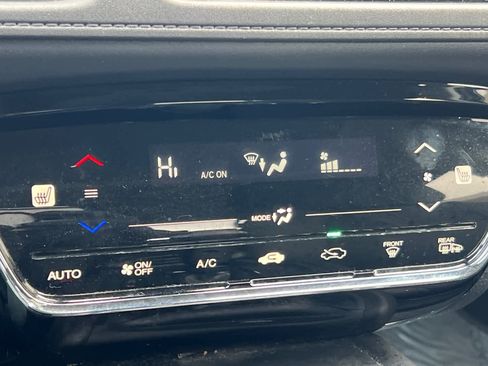 Hi
A/C ON
MODE
AUTO
ON/
OFF
A/C
FRONT
REAR